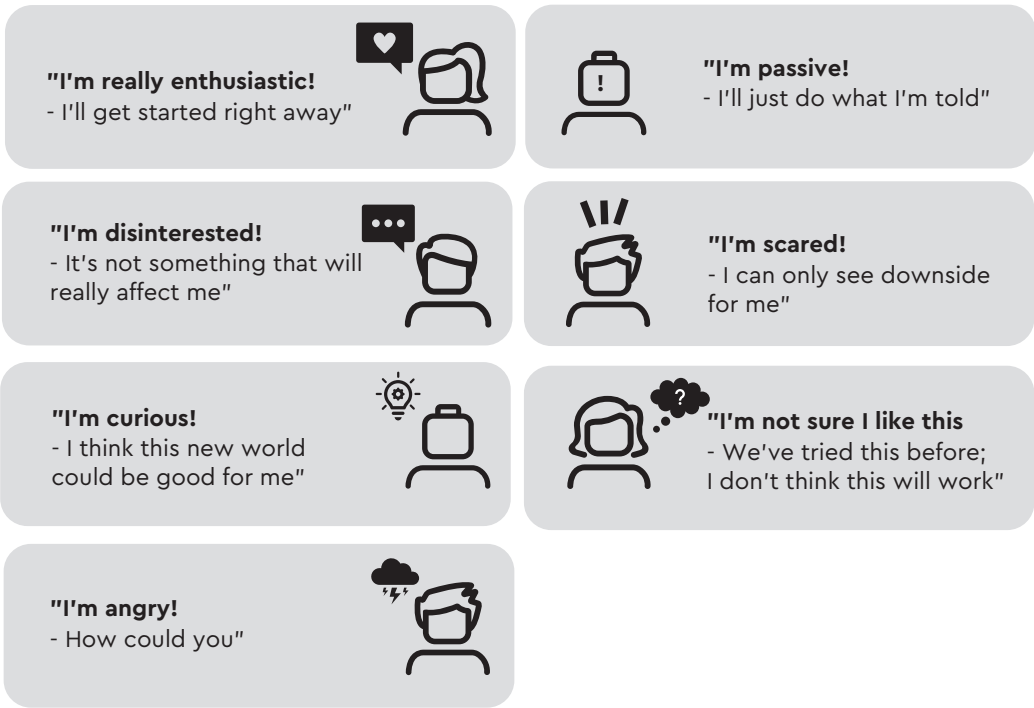 "I'm really enthusiastic!
- I'll get started right away"
"I'm passive!
- I'll just do what I'm told"
"I'm disinterested!
- It's not something that will
really affect me"
"I'm scared!
- I can only see downside
for me"
"I'm curious!
- I think this new world
could be good for me"
"I'm not sure I like this
- We've tried this before;
I don't think this will work"
"I'm angry!
- How could you"
!
?